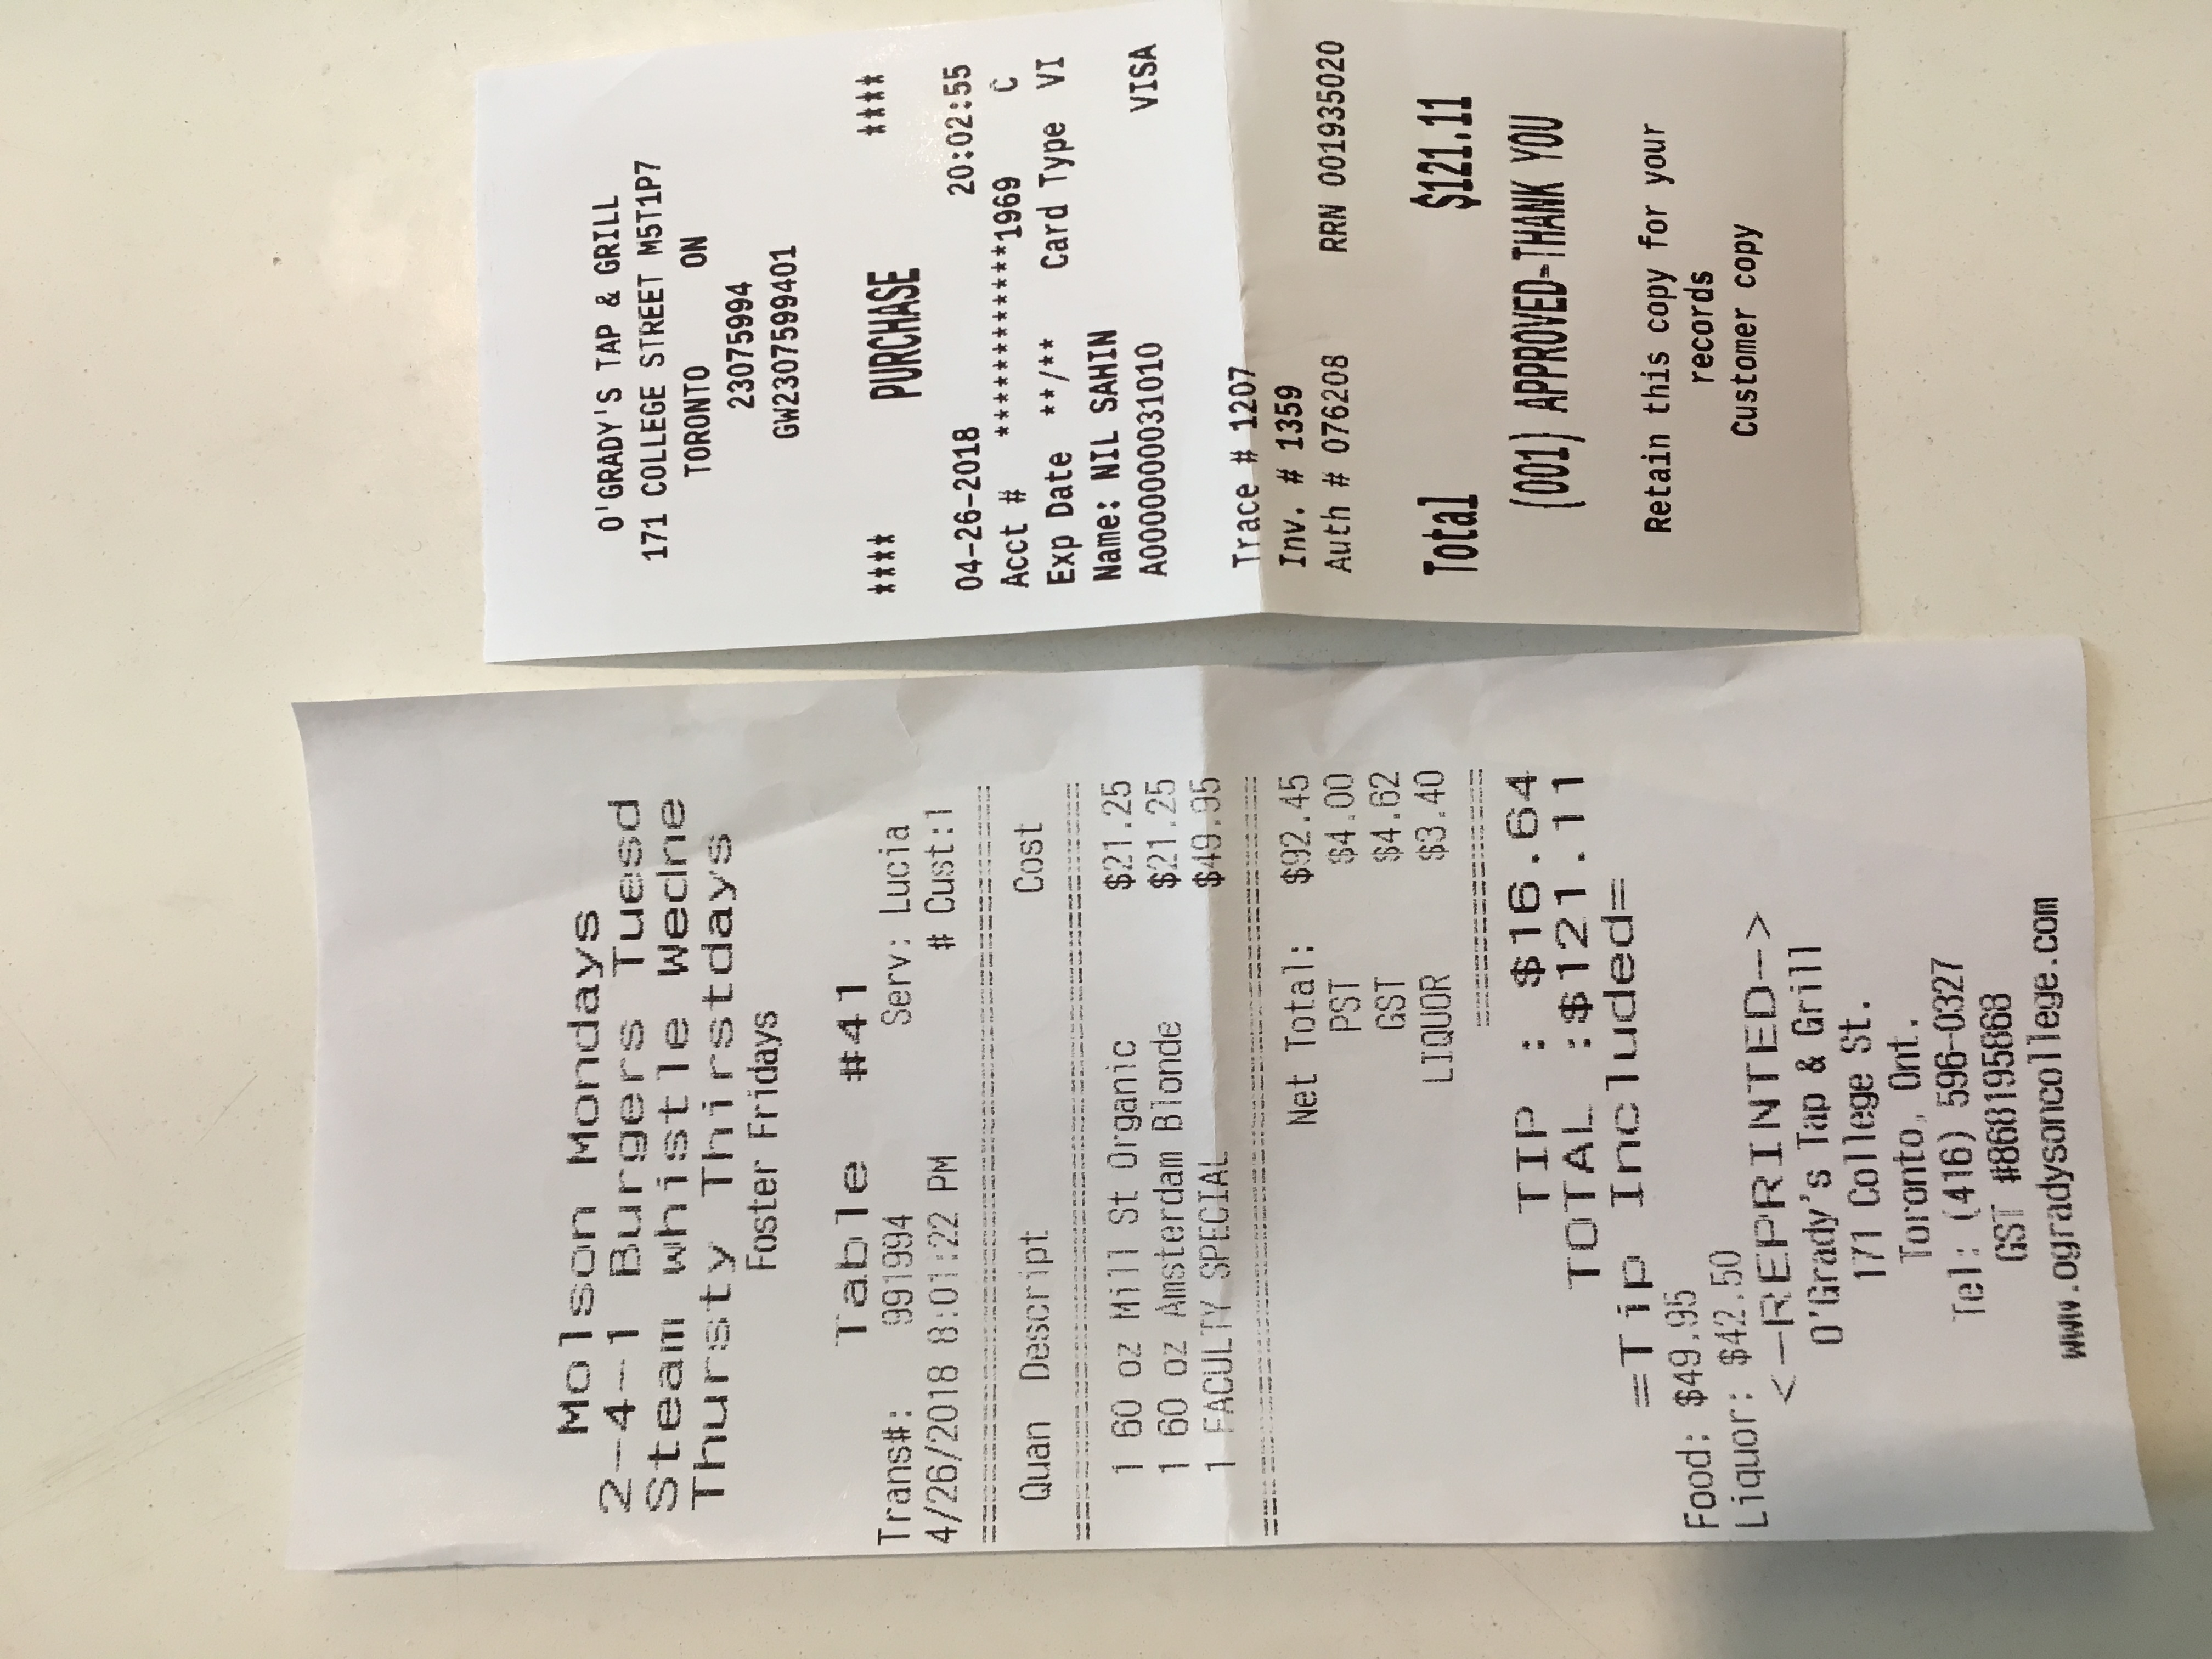 Molson Mondays
2-4-1 Burgers Tuesd
Steam whistle Wedne
Thursty Thirstdays
Foster Fridays
Table #41
Trans#: 991994 Serv: Lucia
4/26/2018 8:01:22 PM # Cust:1
Quan Descript Cost
1 60 oz Mill St Organic $21.25
1 60 oz Amsterdam Blonde $21.25
1 FACULTY SPECIAL $49.95
Net Total: $92.45
PST $4.00
GST $4.62
LIQUOR $3.40
TIP : $16.64
TOTAL :$121.11
=Tip Included=
Food: $49.95
Liquor: $42.50
<-REPRINTED->
O'Grady's Tap & Grill
171 College St.
Toronto, Ont.
Tel: (416) 596-0327
GST #868195868
www.ogradysoncollege.com
O'GRADY'S TAP & GRILL
171 COLLEGE STREET M5T1P7
TORONTO ON
23075994
GW2307599401
**** PURCHASE ****
04-26-2018 20:02:55
Acct # ************1969 C
Exp Date **/** Card Type VI
Name: NIL SAHIN
A0000000031010 VISA
Trace # 1207
Inv. # 1359
Auth # 076208 RRN 001935020
Total $121.11
(001) APPROVED-THANK YOU
Retain this copy for your
records
Customer copy